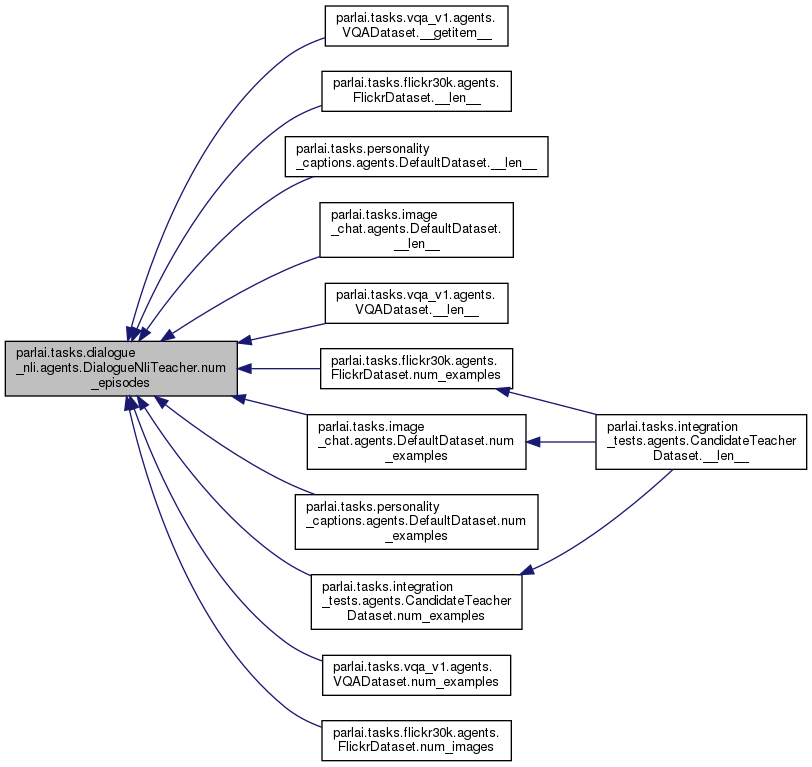 parlai.tasks.vqa_v1.agents.
VQADataset.__getitem__
parlai.tasks.flickr30k.agents.
FlickrDataset.__len__
parlai.tasks.personality
_captions.agents.DefaultDataset.__len__
parlai.tasks.image
_chat.agents.DefaultDataset.
__len__
parlai.tasks.vqa_v1.agents.
VQADataset.__len__
parlai.tasks.dialogue
_nli.agents.DialogueNliTeacher.num
_episodes
parlai.tasks.flickr30k.agents.
FlickrDataset.num_examples
parlai.tasks.image
_chat.agents.DefaultDataset.num
_examples
parlai.tasks.integration
_tests.agents.CandidateTeacher
Dataset.__len__
parlai.tasks.personality
_captions.agents.DefaultDataset.num
_examples
parlai.tasks.integration
_tests.agents.CandidateTeacher
Dataset.num_examples
parlai.tasks.vqa_v1.agents.
VQADataset.num_examples
parlai.tasks.flickr30k.agents.
FlickrDataset.num_images